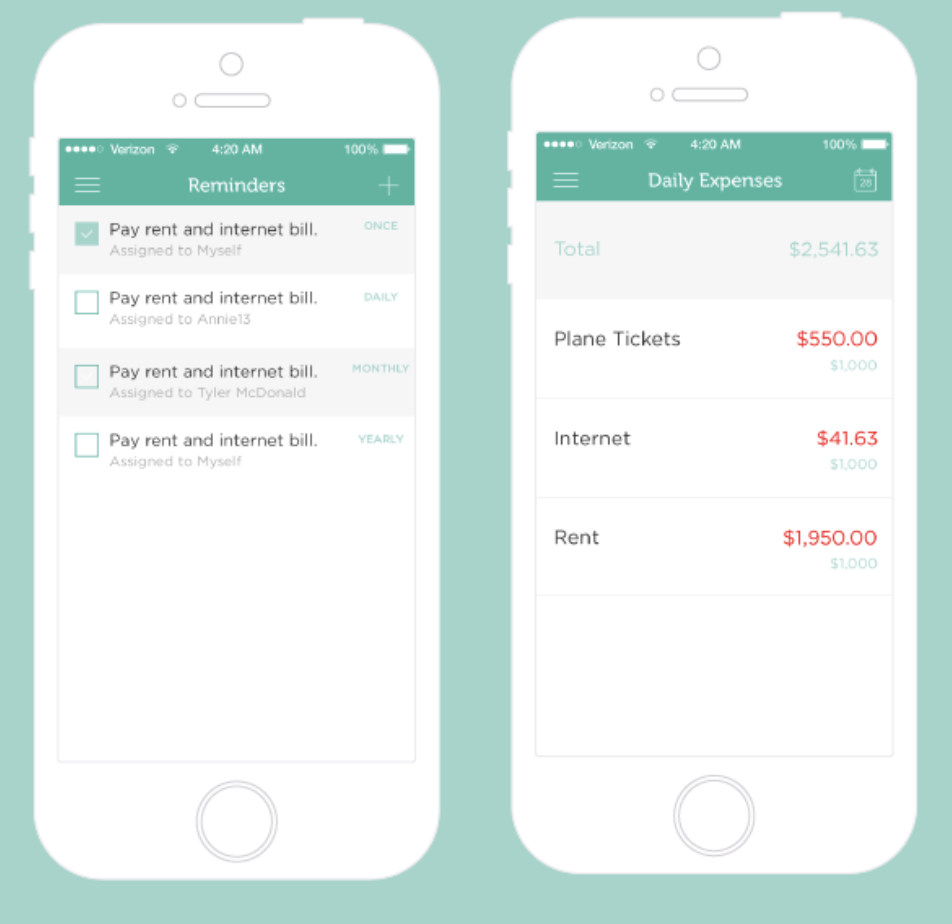 Verizon 4:20 AM 100%
Reminders
Pay rent and internet bill. ONCE
Assigned to Myself
Pay rent and internet bill. DAILY
Assigned to Annie13
Pay rent and internet bill. MONTHLY
Assigned to Tyler McDonald
Pay rent and internet bill. YEARLY
Assigned to Myself
Verizon 4:20 AM 100%
Daily Expenses 28
Total $2,541.63
Plane Tickets $550.00
$1,000
Internet $41.63
$1,000
Rent $1,950.00
$1,000